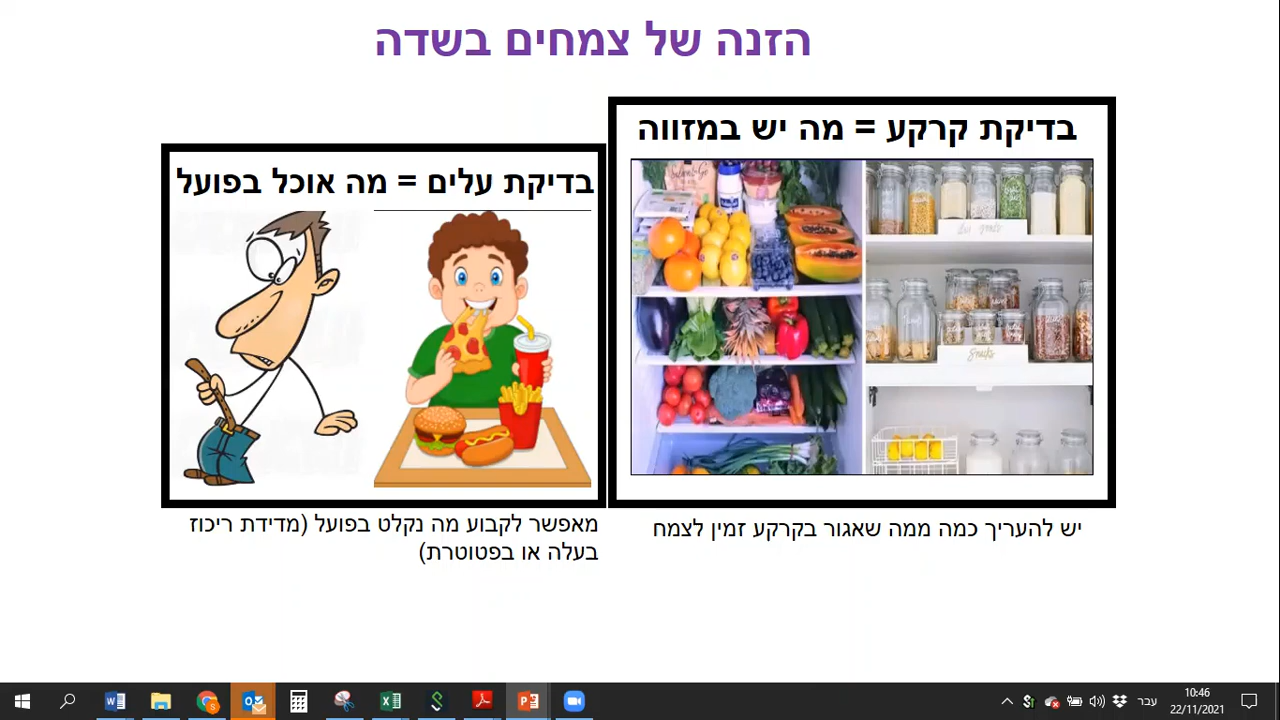 הזנה של צמחים בשדה
בדיקת קרקע = מה יש במזווה
בדיקת עלים = מה אוכל בפועל
Snacks
יש להעריך כמה ממה שאגור בקרקע זמין לצמח
מאפשר לקבוע מה נקלט בפועל (מדידת ריכוז
בעלה או בפטוטרת)
עבר
10:46
22/11/2021